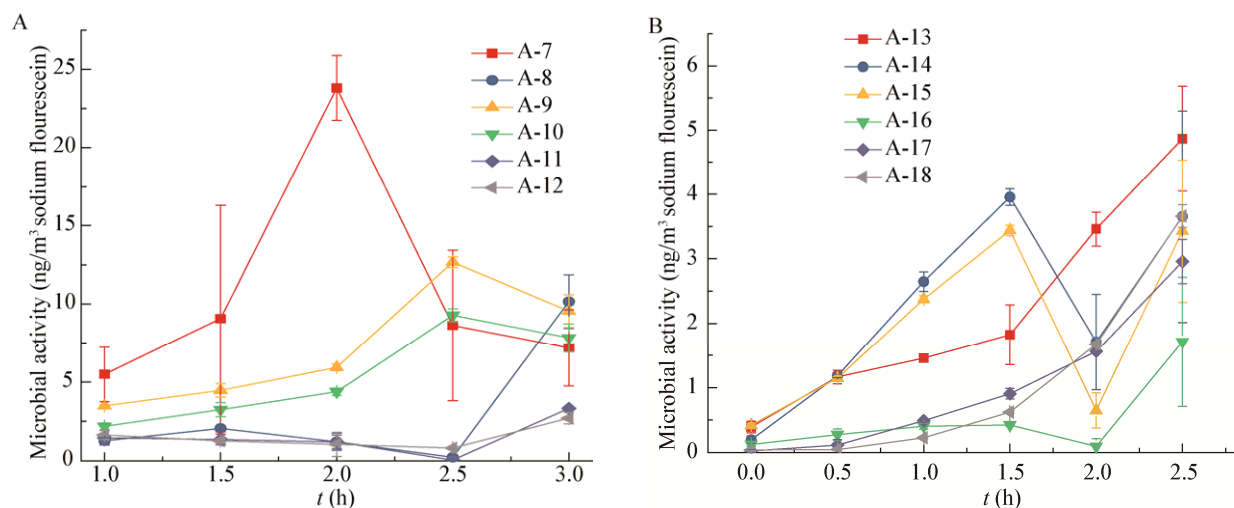 A
Microbial activity (ng/m³ sodium flourescein)
25
20
15
10
5
0
A-7
A-8
A-9
A-10
A-11
A-12
1.0 1.5 2.0 2.5 3.0
t (h)
B
Microbial activity (ng/m³ sodium flourescein)
6
5
4
3
2
1
0
A-13
A-14
A-15
A-16
A-17
A-18
0.0 0.5 1.0 1.5 2.0 2.5
t (h)